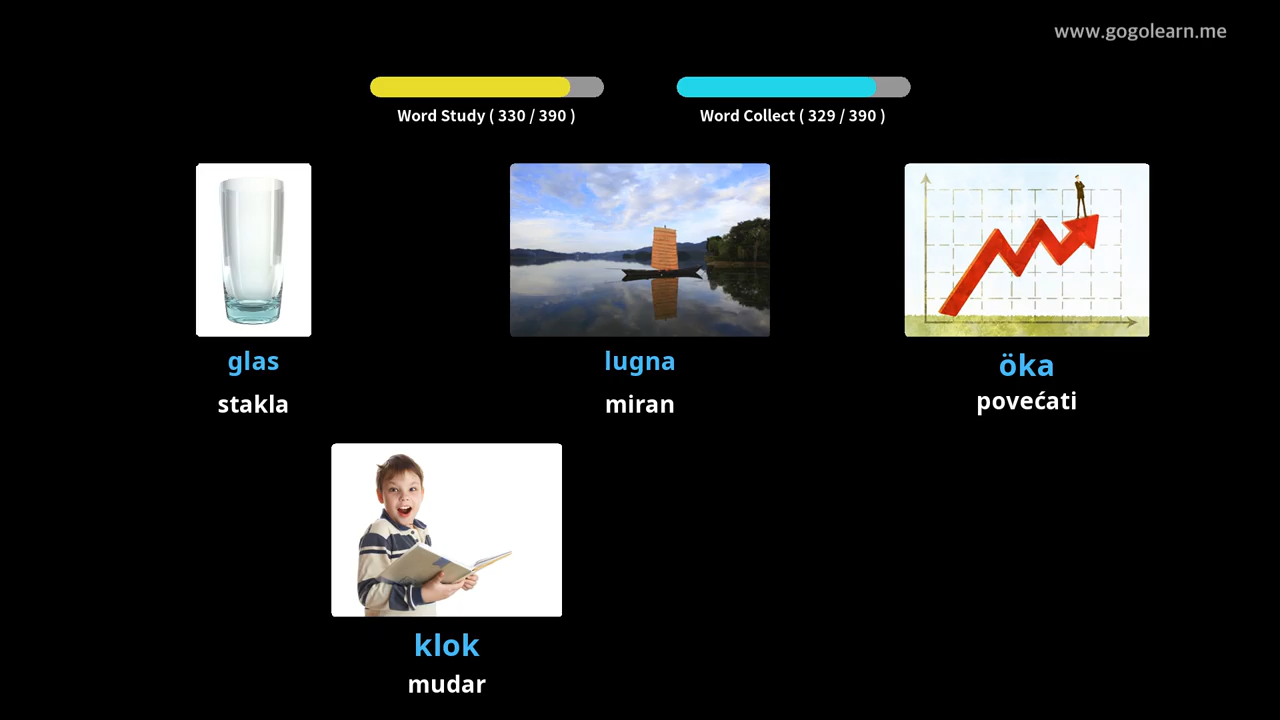 www.gogolearn.me
Word Study ( 330 / 390 )
Word Collect ( 329 / 390 )
glas
stakla
lugna
miran
öka
povećati
klok
mudar